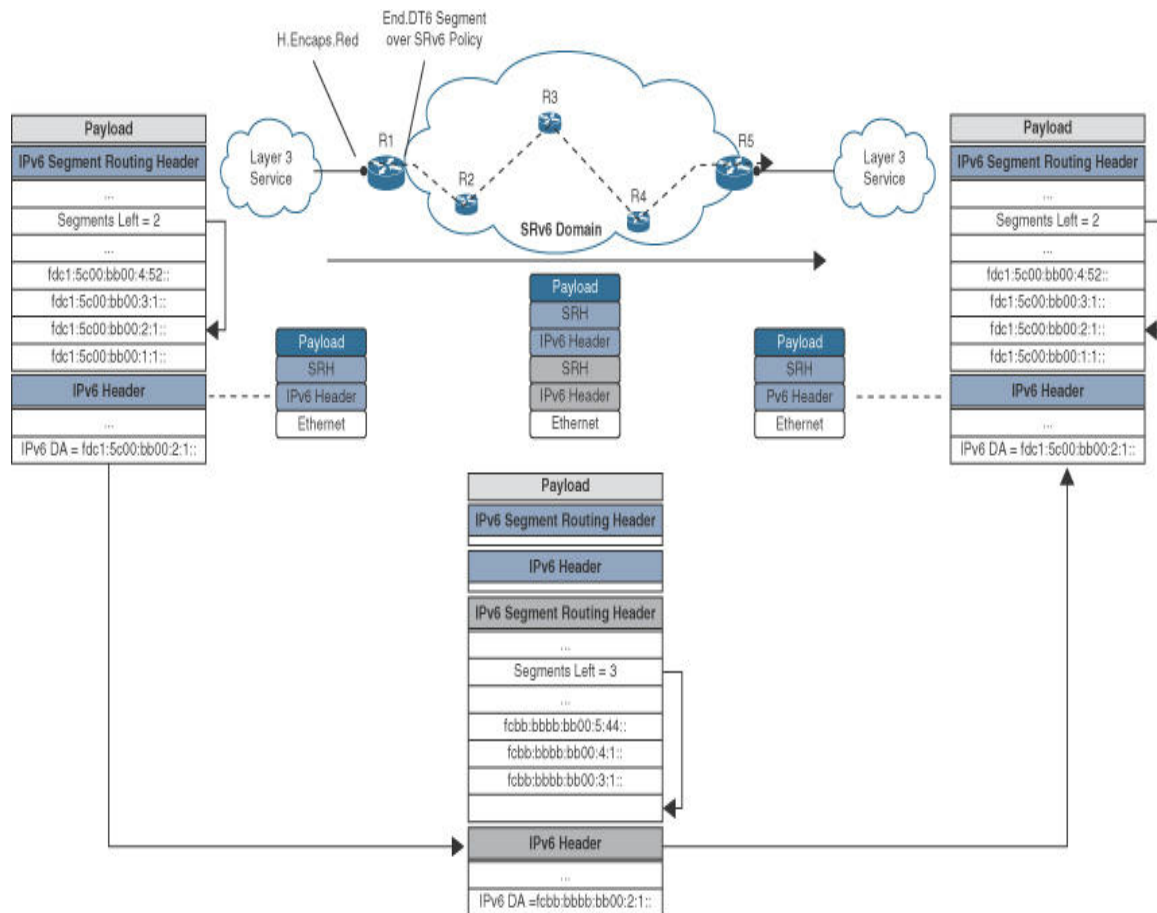 End.DT6 Segment
over SRv6 Policy
H.Encaps.Red
R3
R1
R5
R2
R4
Layer 3
Service
Layer 3
Service
SRv6 Domain
Payload
IPv6 Segment Routing Header
...
Segments Left = 2
...
fdc1:5c00:bb00:4:52::
fdc1:5c00:bb00:3:1::
fdc1:5c00:bb00:2:1::
fdc1:5c00:bb00:1:1::
IPv6 Header
...
IPv6 DA = fdc1:5c00:bb00:2:1::
Payload
SRH
IPv6 Header
Ethernet
Payload
SRH
IPv6 Header
SRH
IPv6 Header
Ethernet
Payload
SRH
Pv6 Header
Ethernet
Payload
IPv6 Segment Routing Header
...
Segments Left = 2
...
fdc1:5c00:bb00:4:52::
fdc1:5c00:bb00:3:1::
fdc1:5c00:bb00:2:1::
fdc1:5c00:bb00:1:1::
IPv6 Header
...
IPv6 DA = fdc1:5c00:bb00:2:1::
Payload
IPv6 Segment Routing Header
IPv6 Header
IPv6 Segment Routing Header
...
Segments Left = 3
...
fcbb:bbbb:bb00:5:44::
fcbb:bbbb:bb00:4:1::
fcbb:bbbb:bb00:3:1::
IPv6 Header
...
IPv6 DA =fcbb:bbbb:bb00:2:1::